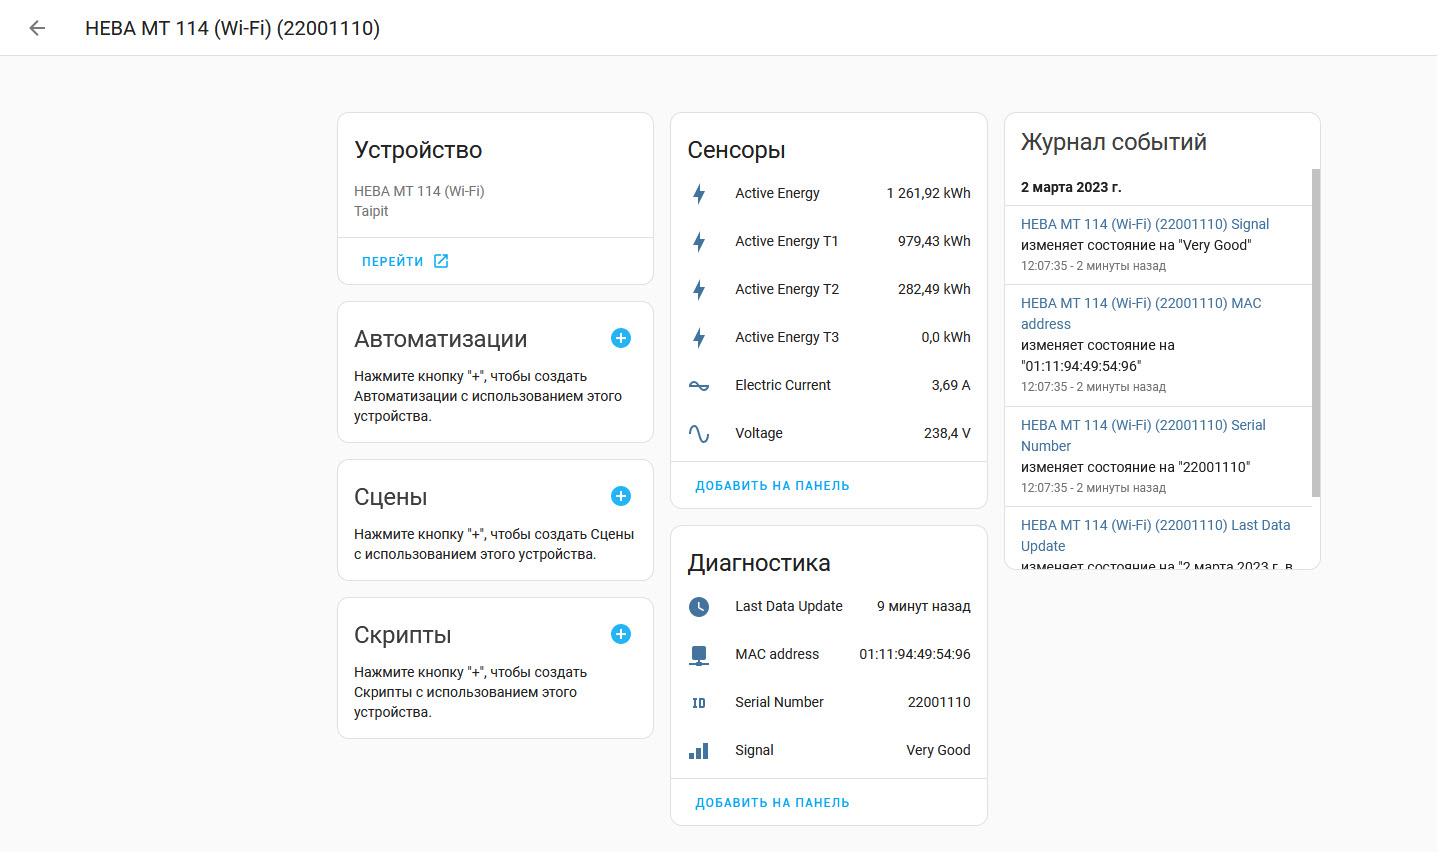 НЕВА МТ 114 (Wi-Fi) (22001110)
Устройство
НЕВА МТ 114 (Wi-Fi)
Taipit
ПЕРЕЙТИ
Автоматизации
Нажмите кнопку "+", чтобы создать
Автоматизации с использованием этого
устройства.
Сцены
Нажмите кнопку "+", чтобы создать Сцены
с использованием этого устройства.
Скрипты
Нажмите кнопку "+", чтобы создать
Скрипты с использованием этого
устройства.
Сенсоры
Active Energy 1 261,92 kWh
Active Energy T1 979,43 kWh
Active Energy T2 282,49 kWh
Active Energy T3 0,0 kWh
Electric Current 3,69 A
Voltage 238,4 V
ДОБАВИТЬ НА ПАНЕЛЬ
Диагностика
Last Data Update 9 минут назад
MAC address 01:11:94:49:54:96
ID Serial Number 22001110
Signal Very Good
ДОБАВИТЬ НА ПАНЕЛЬ
Журнал событий
2 марта 2023 г.
НЕВА МТ 114 (Wi-Fi) (22001110) Signal
изменяет состояние на "Very Good"
12:07:35 - 2 минуты назад
НЕВА МТ 114 (Wi-Fi) (22001110) MAC
address
изменяет состояние на
"01:11:94:49:54:96"
12:07:35 - 2 минуты назад
НЕВА МТ 114 (Wi-Fi) (22001110) Serial
Number
изменяет состояние на "22001110"
12:07:35 - 2 минуты назад
НЕВА МТ 114 (Wi-Fi) (22001110) Last Data
Update
изменяет состояние на "2 марта 2023 г. в